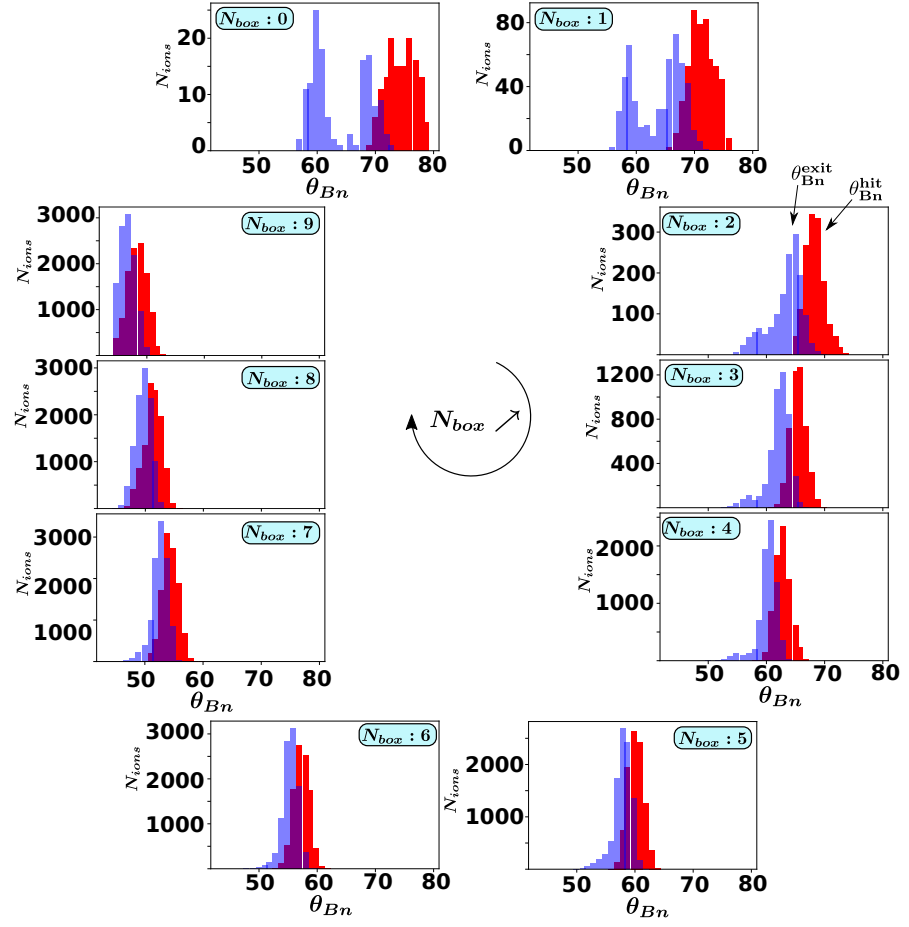 N_box : 0
N_ions
20
10
0
50 60 70 80
θ_Bn
N_box : 1
N_ions
80
40
0
50 60 70 80
θ_Bn
N_box : 9
N_ions
3000
2000
1000
θ_Bn^exit
θ_Bn^hit
N_box : 2
N_ions
300
200
100
N_box : 8
N_ions
3000
2000
1000
N_box
N_box : 3
N_ions
1200
800
400
N_box : 7
N_ions
3000
2000
1000
50 60 70 80
θ_Bn
N_box : 4
N_ions
2000
1000
50 60 70 80
θ_Bn
N_box : 6
N_ions
3000
2000
1000
50 60 70 80
θ_Bn
N_box : 5
N_ions
2000
1000
50 60 70 80
θ_Bn